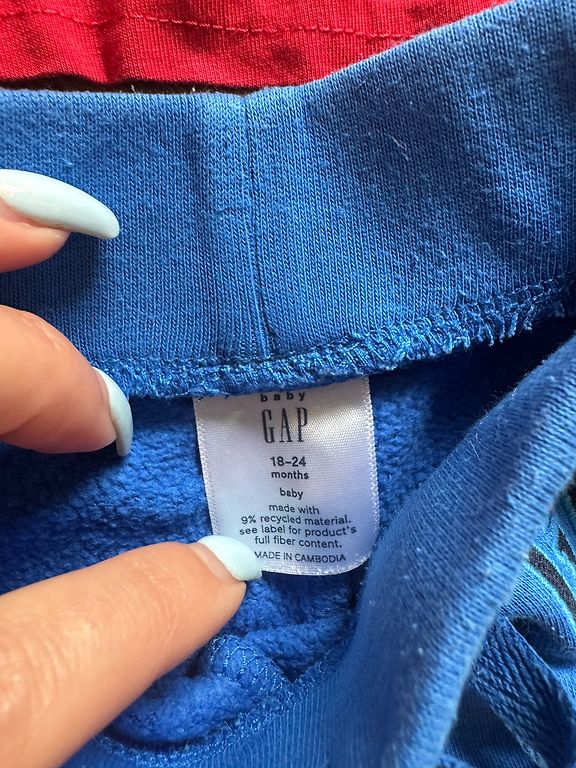 baby
GAP
18-24
months
baby
made with
9% recycled material.
see label for product's
full fiber content.
MADE IN CAMBODIA